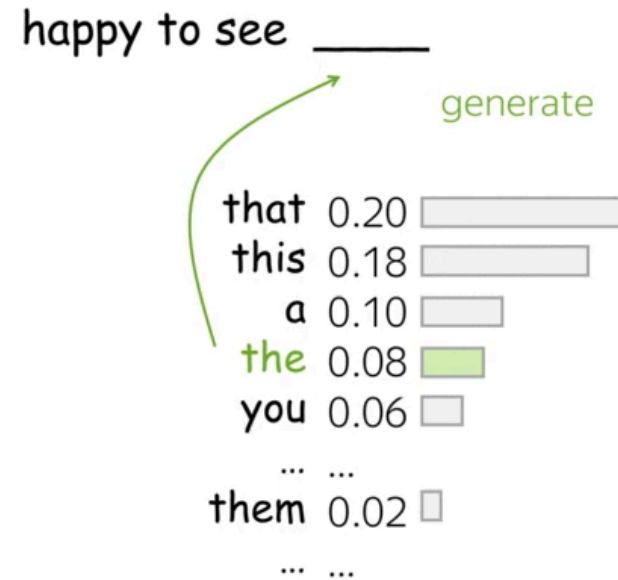 happy to see _____
generate
that 0.20
this 0.18
a 0.10
the 0.08
you 0.06
... ...
them 0.02
... ...